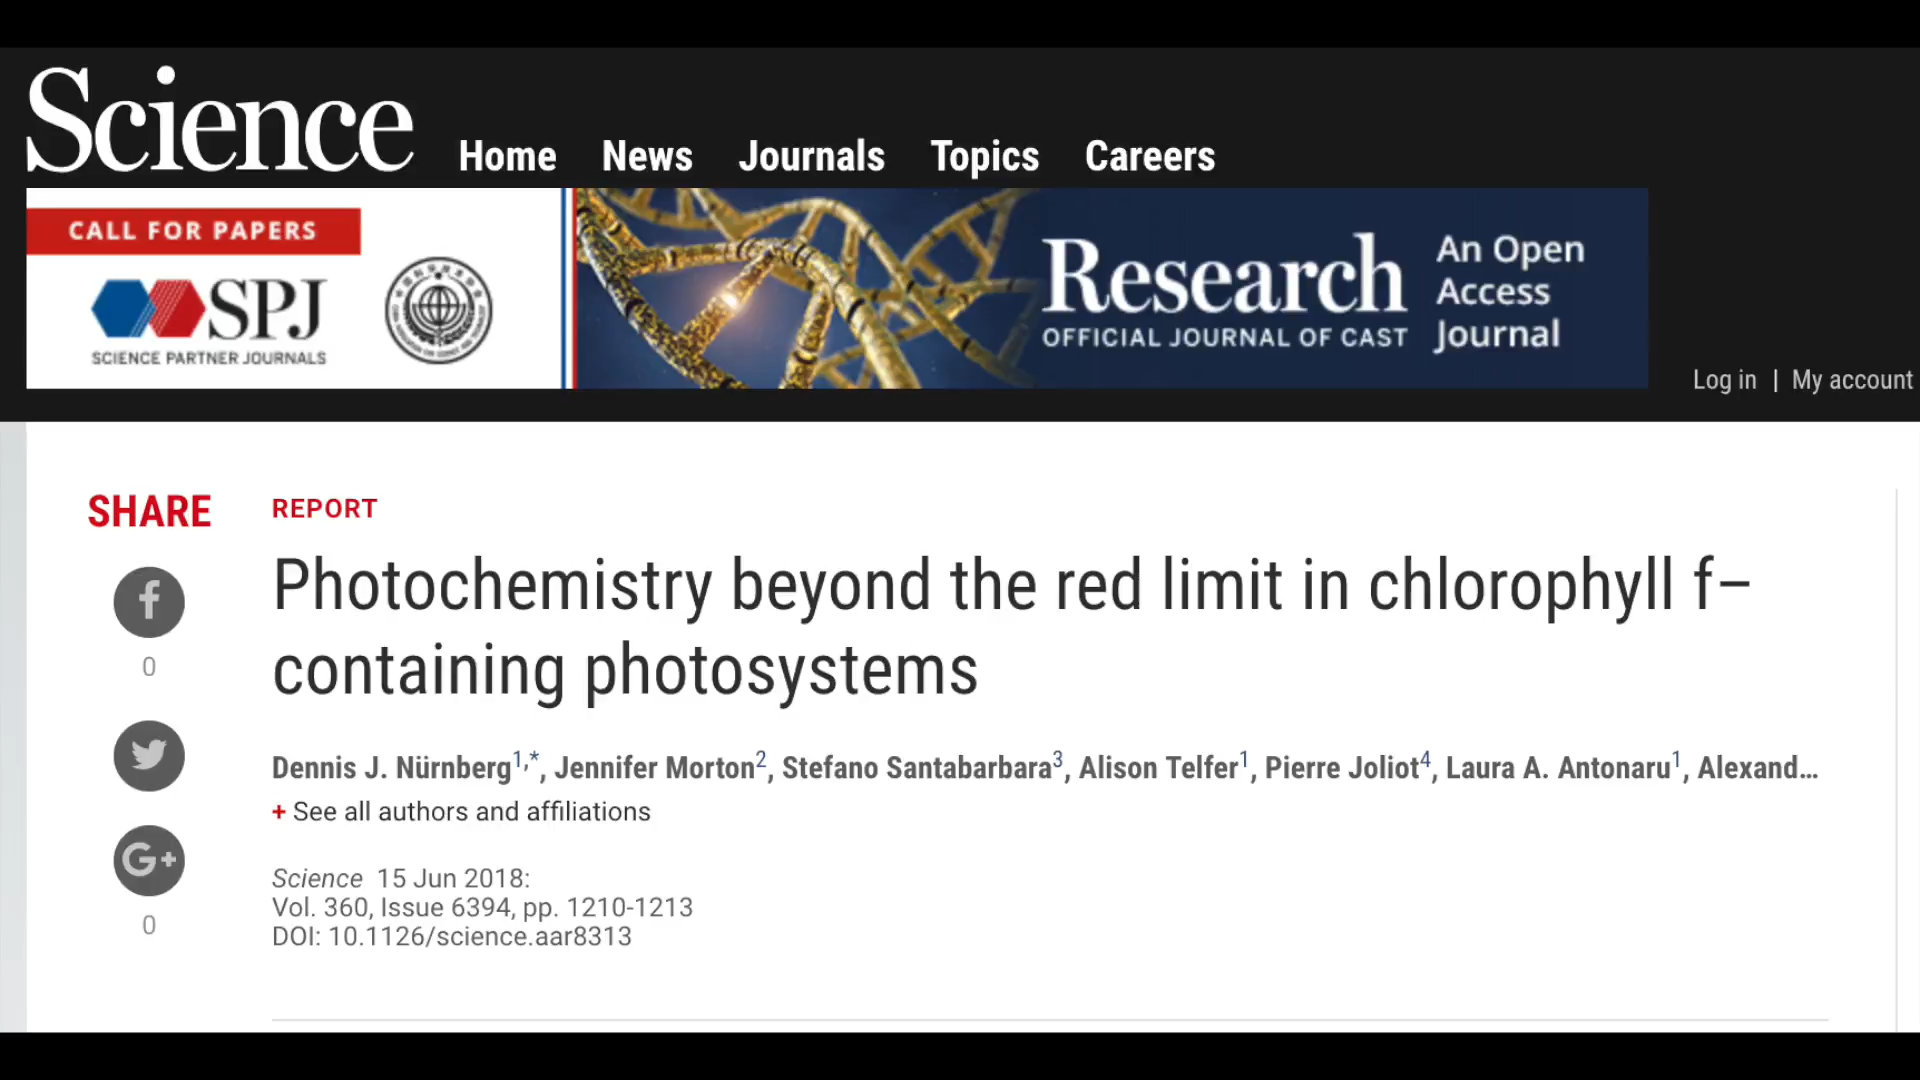 Science
Home News Journals Topics Careers
CALL FOR PAPERS
SPJ
SCIENCE PARTNER JOURNALS
Research
OFFICIAL JOURNAL OF CAST
An Open
Access
Journal
Log in | My account
SHARE
0
0
REPORT
Photochemistry beyond the red limit in chlorophyll f–
containing photosystems
Dennis J. Nürnberg1,*, Jennifer Morton2, Stefano Santabarbara3, Alison Telfer1, Pierre Joliot4, Laura A. Antonaru1, Alexand...
+ See all authors and affiliations
Science 15 Jun 2018:
Vol. 360, Issue 6394, pp. 1210-1213
DOI: 10.1126/science.aar8313